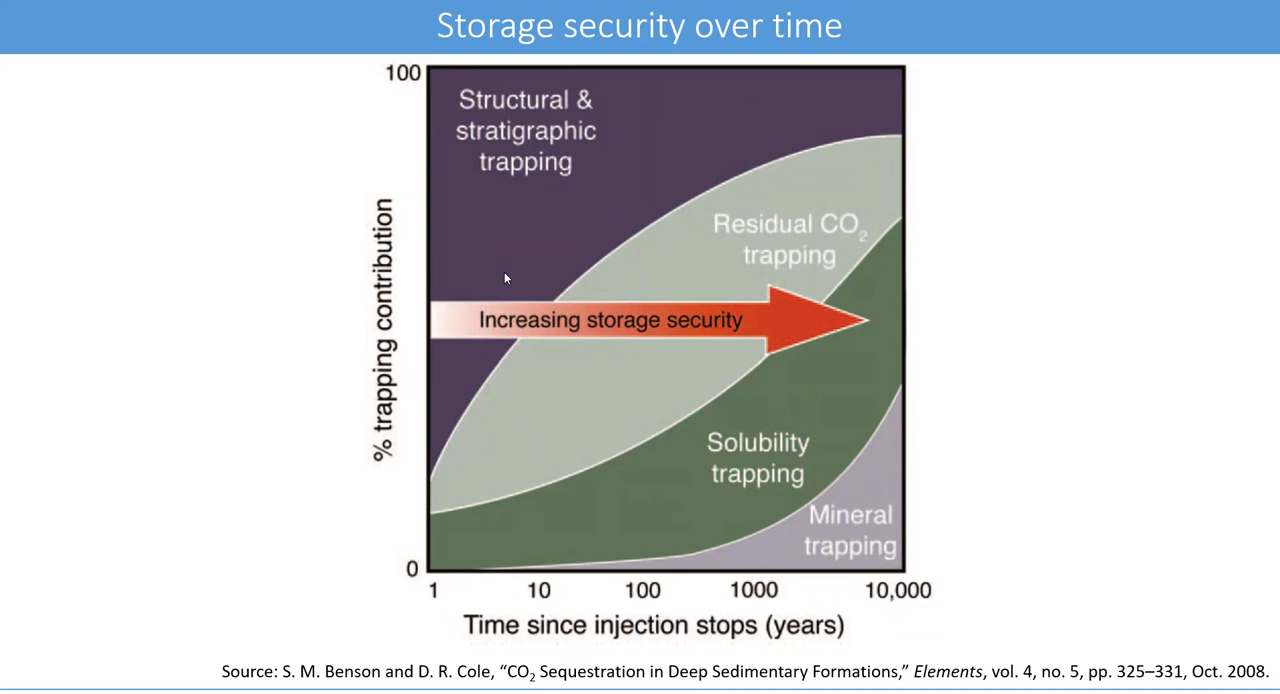 Storage security over time
100
Structural &
stratigraphic
trapping
Residual CO₂
trapping
% trapping contribution
Increasing storage security
Solubility
trapping
Mineral
trapping
0
1 10 100 1000 10,000
Time since injection stops (years)
Source: S. M. Benson and D. R. Cole, “CO₂ Sequestration in Deep Sedimentary Formations,” Elements, vol. 4, no. 5, pp. 325–331, Oct. 2008.